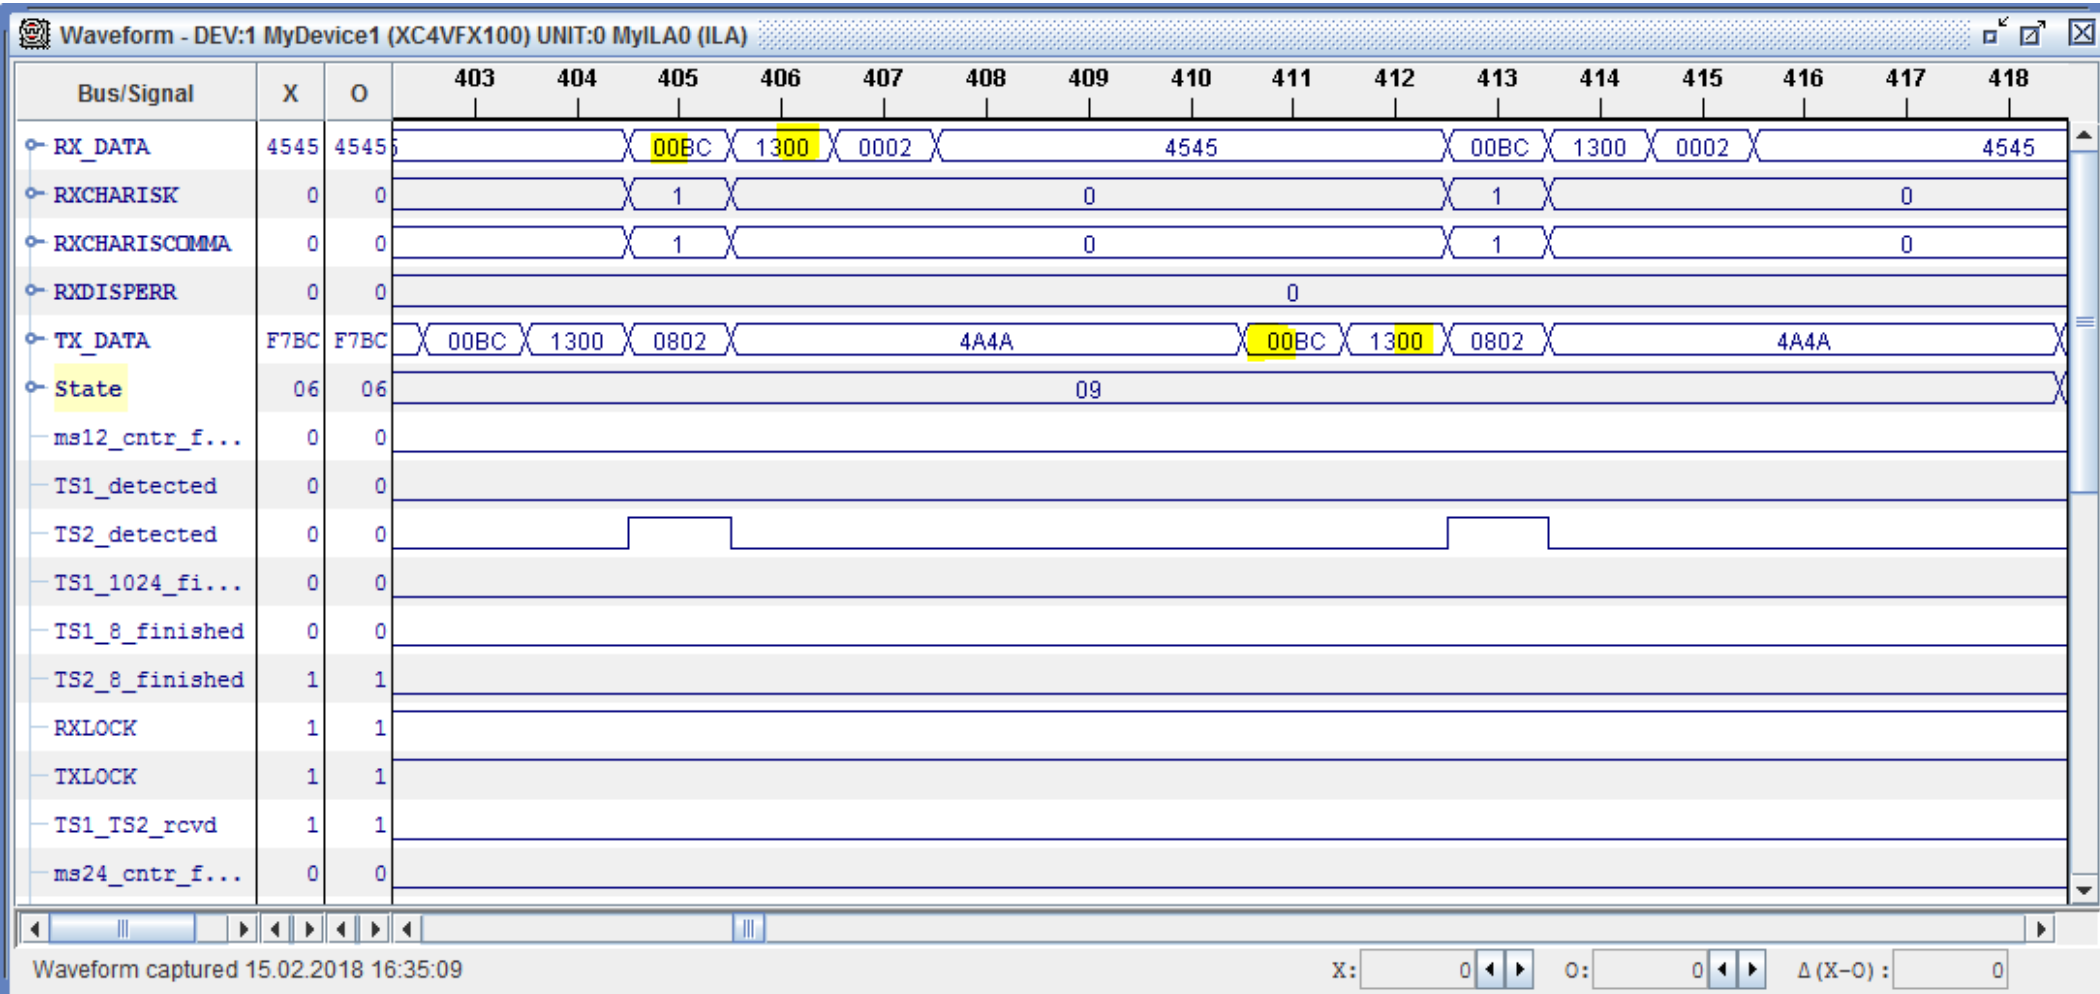 Waveform - DEV:1 MyDevice1 (XC4VFX100) UNIT:0 MyILA0 (ILA)
Bus/Signal X O 403 404 405 406 407 408 409 410 411 412 413 414 415 416 417 418
RX_DATA 4545 4545 00BC 1300 0002 4545 00BC 1300 0002 4545
RXCHARISK 0 0 1 0 1 0
RXCHARISCOMMA 0 0 1 0 1 0
RXDISPERR 0 0 0
TX_DATA F7BC F7BC 00BC 1300 0802 4A4A 00BC 1300 0802 4A4A
State 06 06 09
ms12_cntr_f... 0 0
TS1_detected 0 0
TS2_detected 0 0
TS1_1024_fi... 0 0
TS1_8_finished 0 0
TS2_8_finished 1 1
RXLOCK 1 1
TXLOCK 1 1
TS1_TS2_rcvd 1 1
ms24_cntr_f... 0 0
Waveform captured 15.02.2018 16:35:09 X: 0 O: 0 Δ(X-O): 0